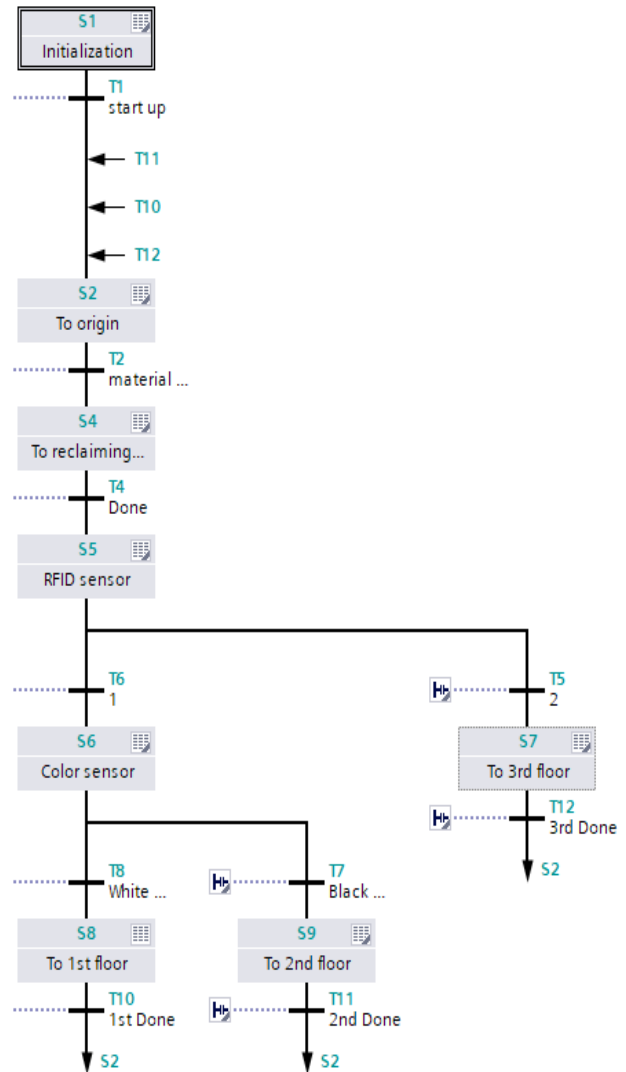 S1
Initialization
T1
start up
T11
T10
T12
S2
To origin
T2
material ...
S4
To reclaiming...
T4
Done
S5
RFID sensor
T6
1
T5
2
S6
Color sensor
S7
To 3rd floor
T12
3rd Done
S2
T8
White ...
T7
Black ...
S8
To 1st floor
S9
To 2nd floor
T10
1st Done
T11
2nd Done
S2
S2